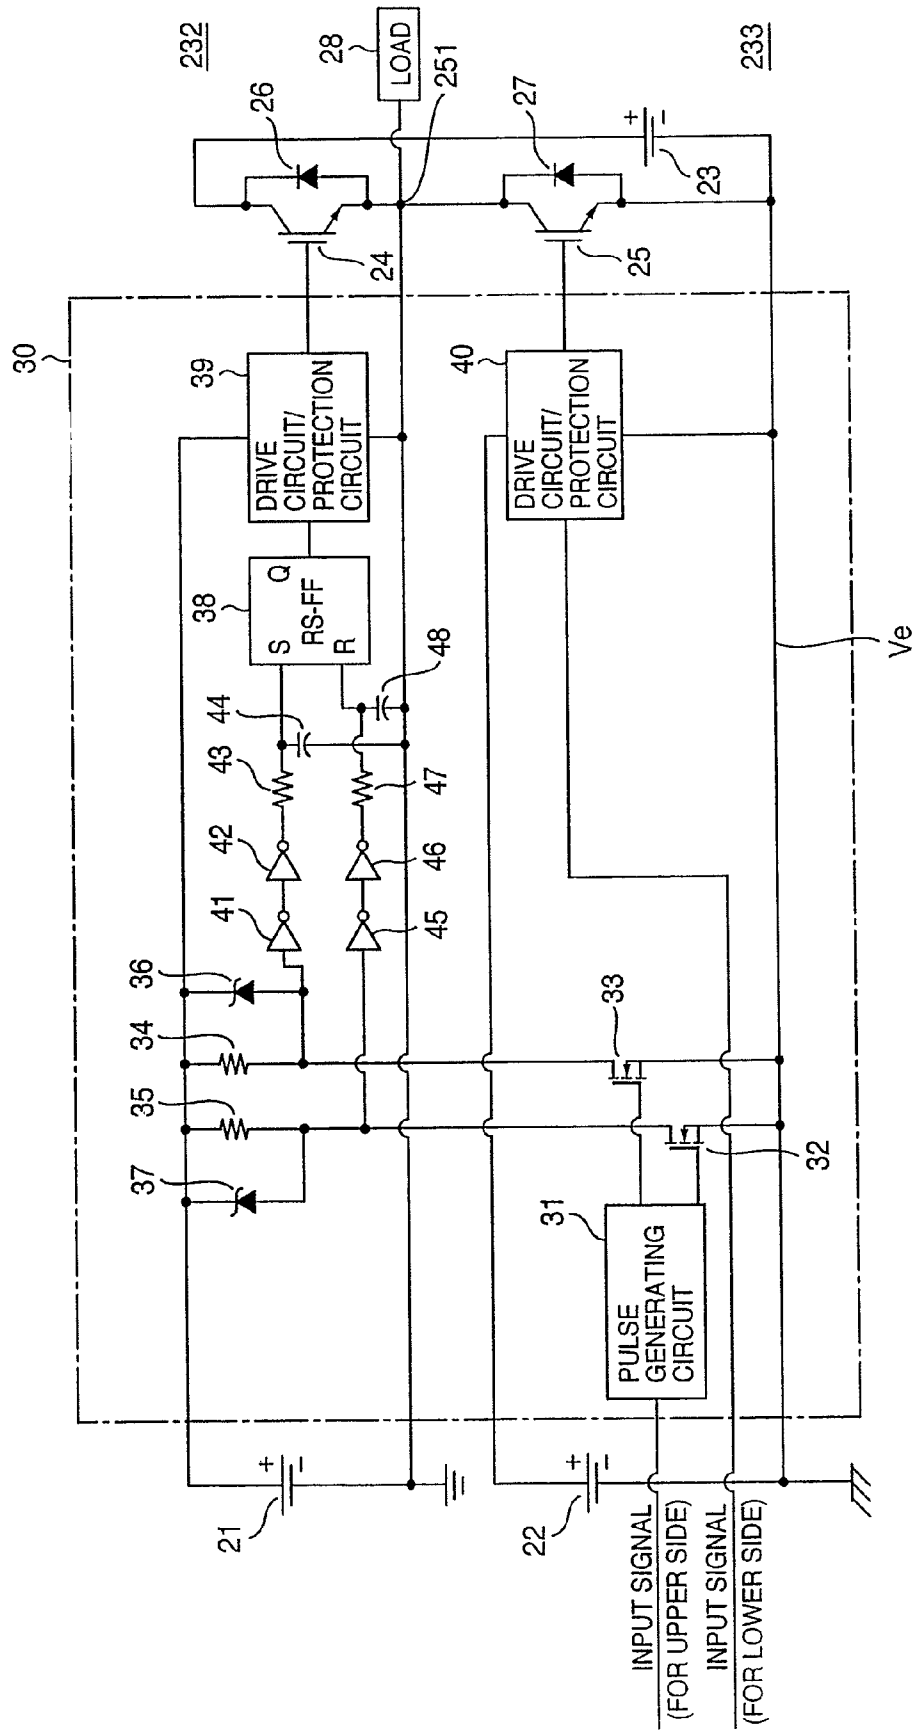 232
28
LOAD
251
26
24
233
27
25
23
+
−
30
39
DRIVE
CIRCUIT/
PROTECTION
CIRCUIT
40
DRIVE
CIRCUIT/
PROTECTION
CIRCUIT
38
S
Q
RS-FF
R
44
48
43
47
42
46
41
45
36
34
35
37
33
32
31
PULSE
GENERATING
CIRCUIT
Ve
21
+
−
22
+
−
INPUT SIGNAL
(FOR UPPER SIDE)
INPUT SIGNAL
(FOR LOWER SIDE)